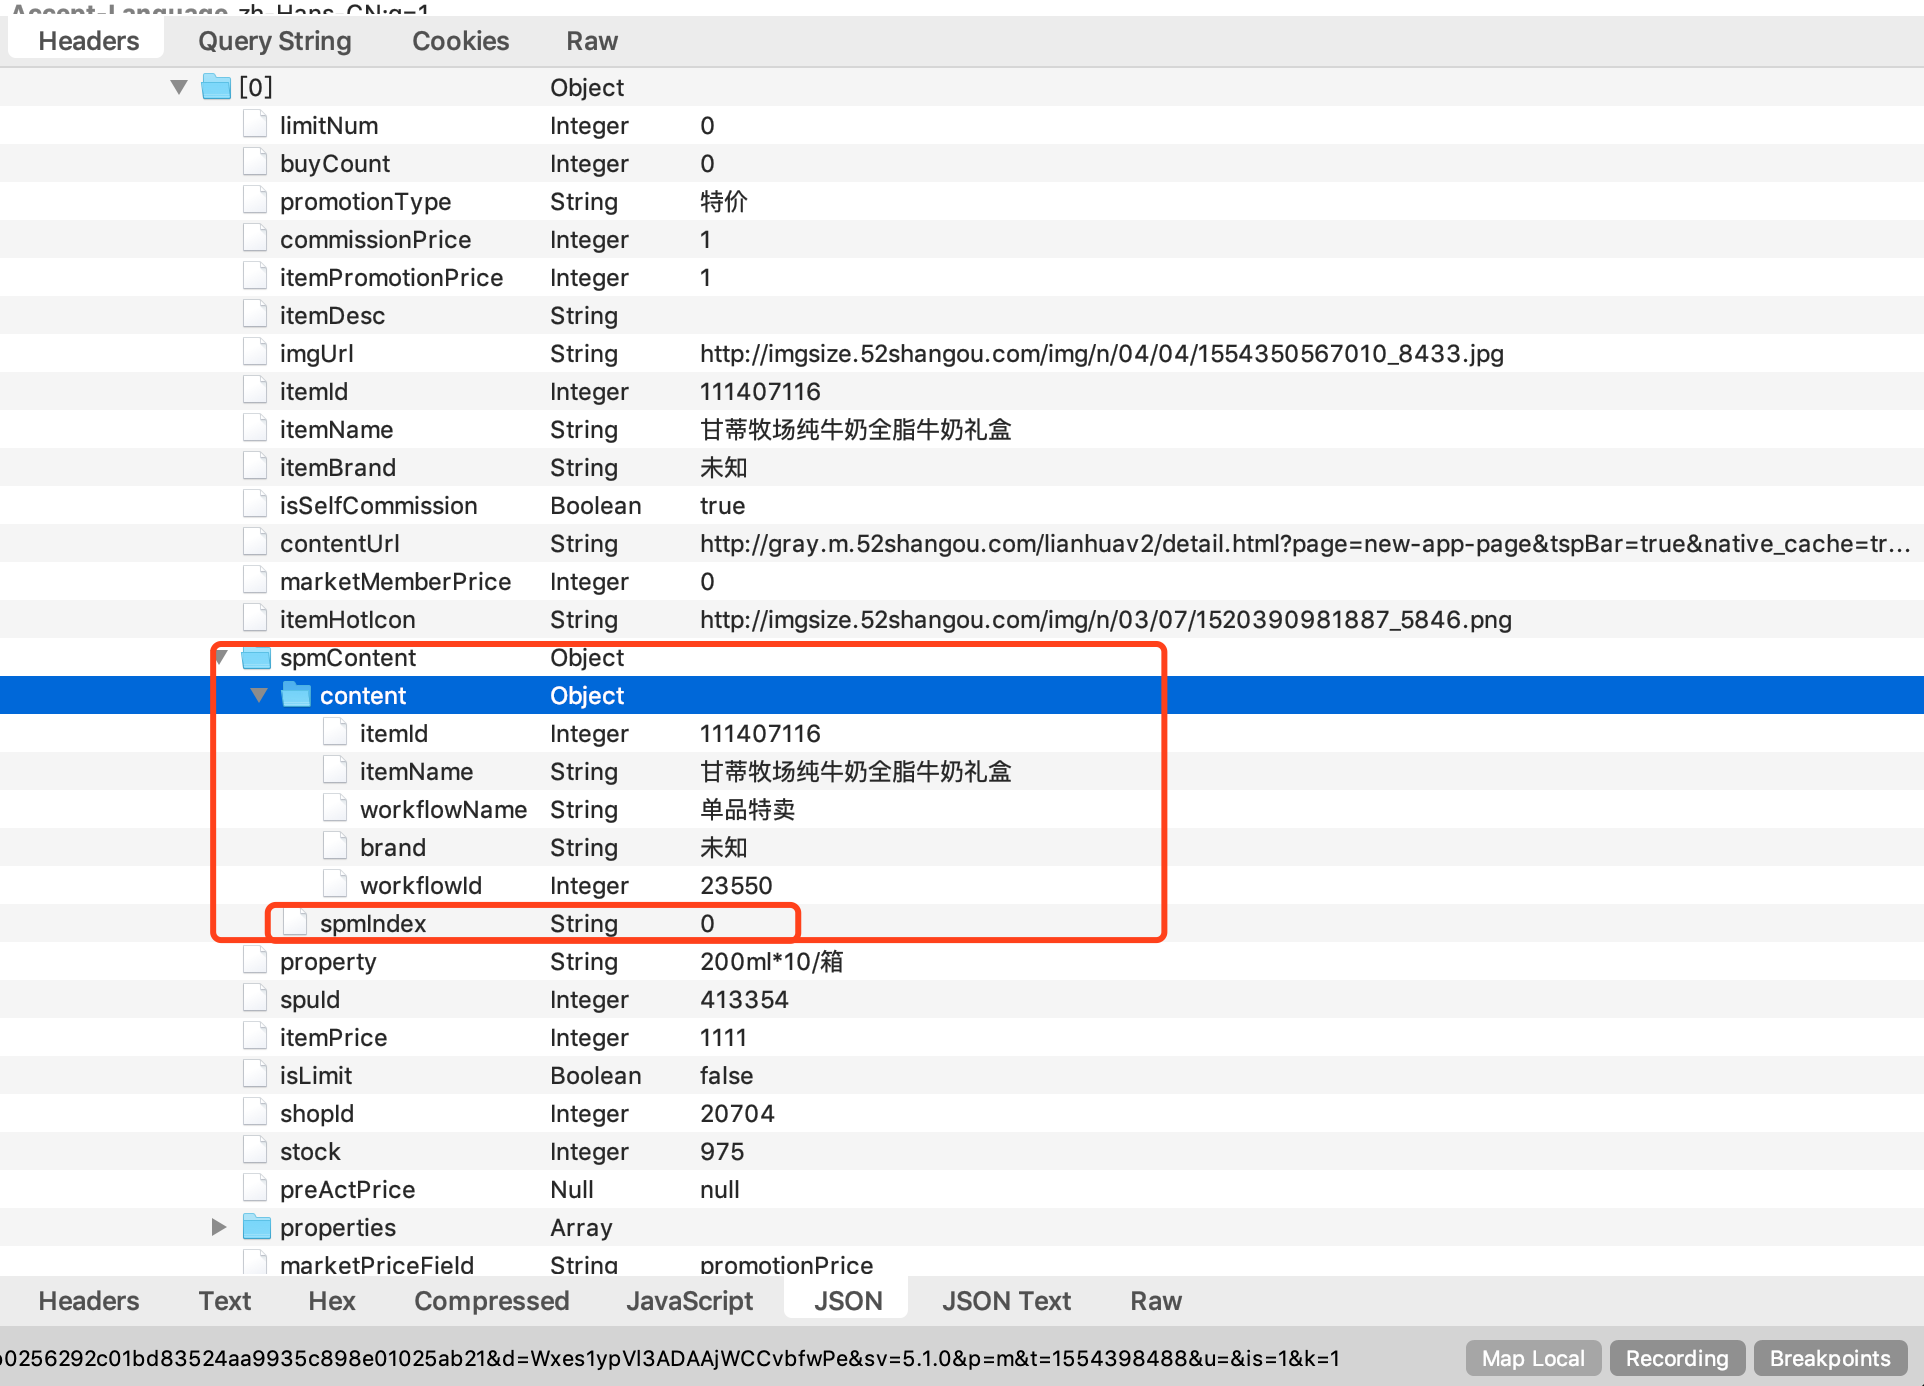 Accept-Language zh-Hans-CN;q=1
Headers Query String Cookies Raw
[0] Object
limitNum Integer 0
buyCount Integer 0
promotionType String 特价
commissionPrice Integer 1
itemPromotionPrice Integer 1
itemDesc String
imgUrl String http://imgsize.52shangou.com/img/n/04/04/1554350567010_8433.jpg
itemId Integer 111407116
itemName String 甘蒂牧场纯牛奶全脂牛奶礼盒
itemBrand String 未知
isSelfCommission Boolean true
contentUrl String http://gray.m.52shangou.com/lianhuav2/detail.html?page=new-app-page&tspBar=true&native_cache=tr...
marketMemberPrice Integer 0
itemHotIcon String http://imgsize.52shangou.com/img/n/03/07/1520390981887_5846.png
spmContent Object
content Object
itemId Integer 111407116
itemName String 甘蒂牧场纯牛奶全脂牛奶礼盒
workflowName String 单品特卖
brand String 未知
workflowId Integer 23550
spmIndex String 0
property String 200ml*10/箱
spuId Integer 413354
itemPrice Integer 1111
isLimit Boolean false
shopId Integer 20704
stock Integer 975
preActPrice Null null
properties Array
marketPriceField String promotionPrice
Headers Text Hex Compressed JavaScript JSON JSON Text Raw
b0256292c01bd83524aa9935c898e01025ab21&d=Wxes1ypVl3ADAAjWCCvbfwPe&sv=5.1.0&p=m&t=1554398488&u=&is=1&k=1 Map Local Recording Breakpoints